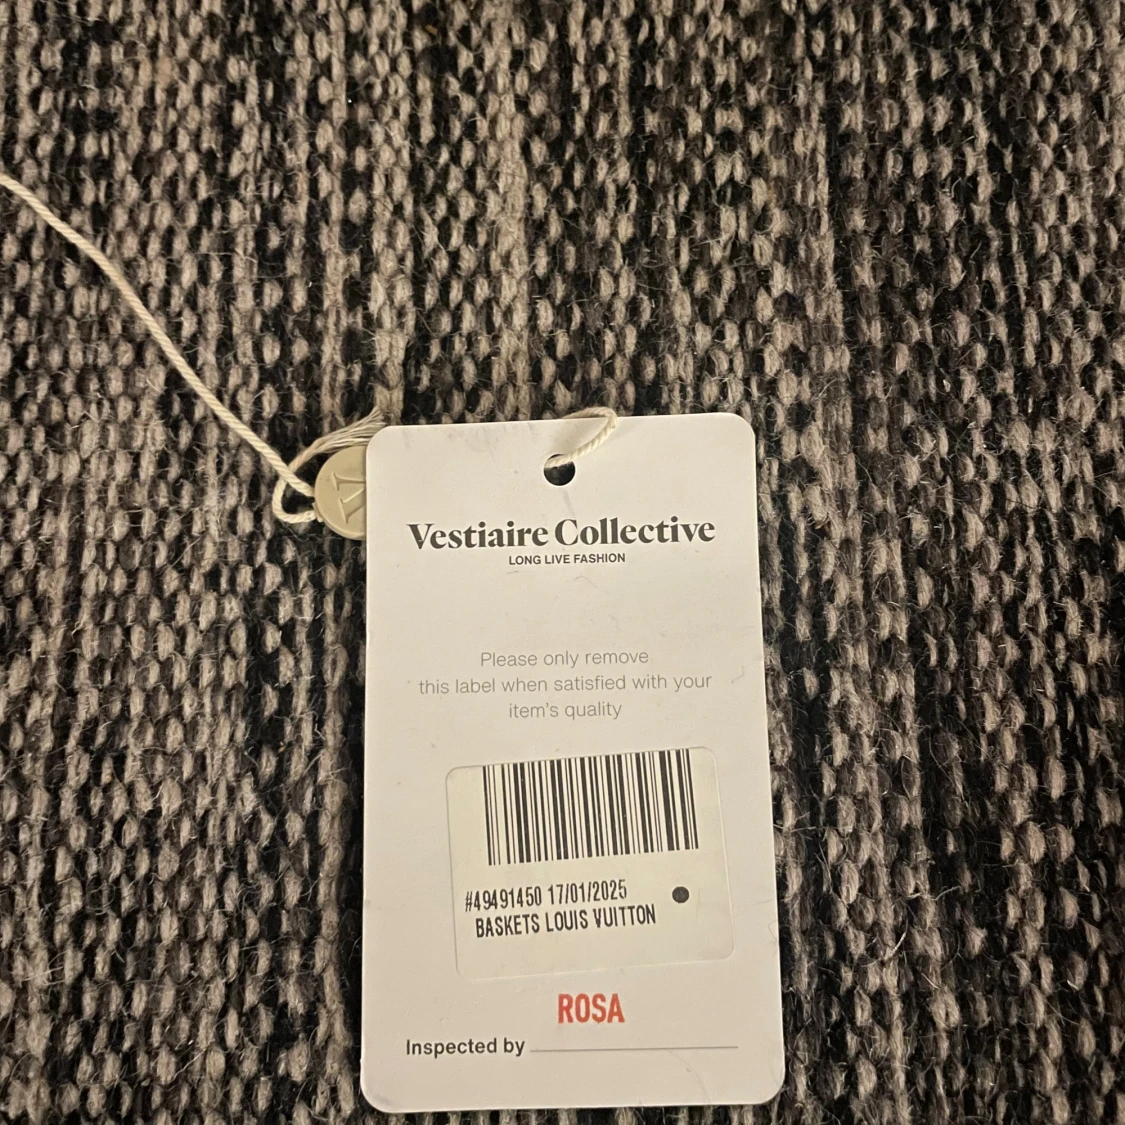 Vestiaire Collective
LONG LIVE FASHION
Please only remove
this label when satisfied with your
item's quality
#49491450 17/01/2025
BASKETS LOUIS VUITTON
ROSA
Inspected by